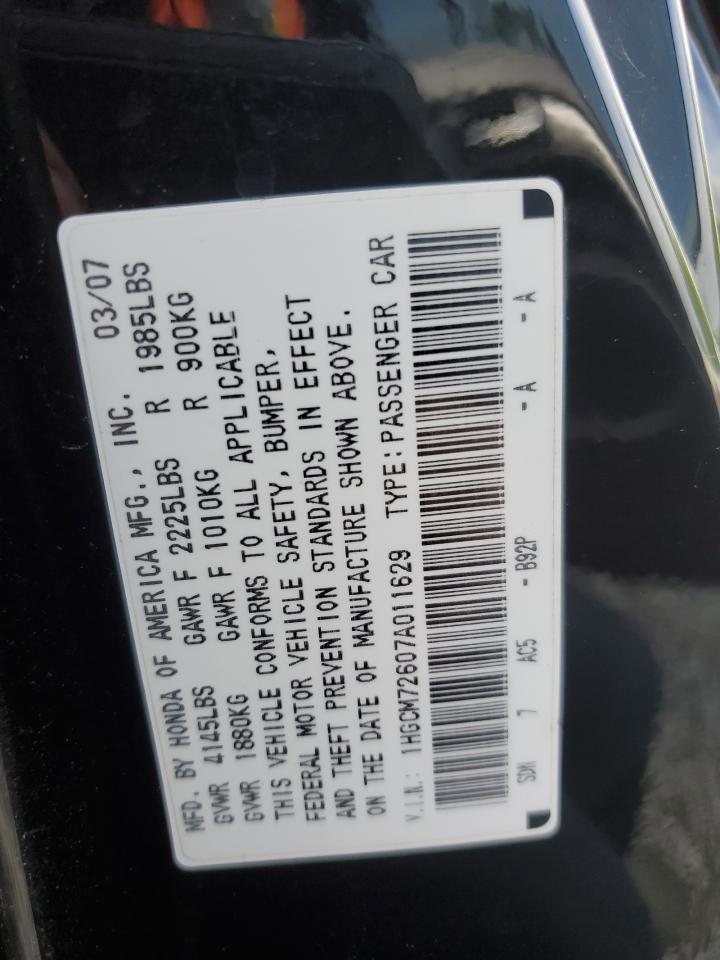 MFD. BY HONDA OF AMERICA MFG., INC. 03/07
GVWR 4145LBS GAWR F 2225LBS R 1985LBS
GVWR 1880KG GAWR F 1010KG R 900KG
THIS VEHICLE CONFORMS TO ALL APPLICABLE
FEDERAL MOTOR VEHICLE SAFETY, BUMPER,
AND THEFT PREVENTION STANDARDS IN EFFECT
ON THE DATE OF MANUFACTURE SHOWN ABOVE.
V.I.N.: 1HGCM72607A011629 TYPE:PASSENGER CAR
SDN 7 AC5 - B92P - A - A